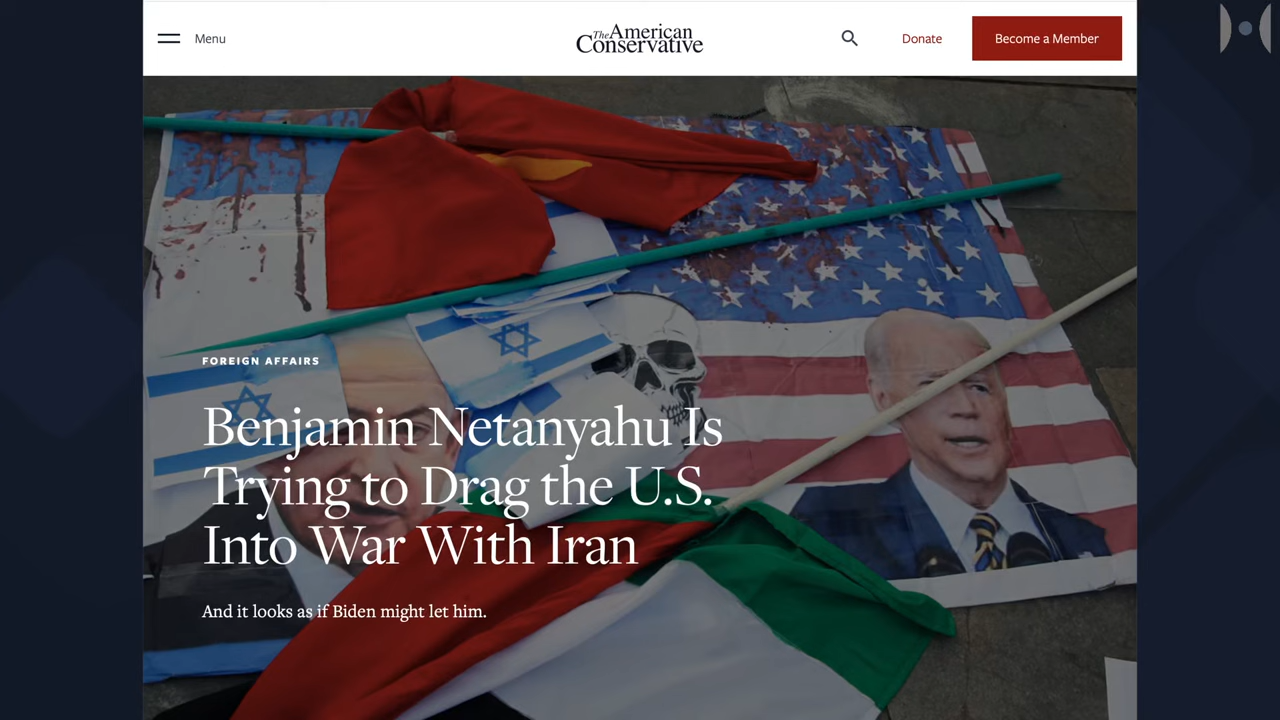 Menu
The American
Conservative
Donate
Become a Member
FOREIGN AFFAIRS
Benjamin Netanyahu Is
Trying to Drag the U.S.
Into War With Iran
And it looks as if Biden might let him.